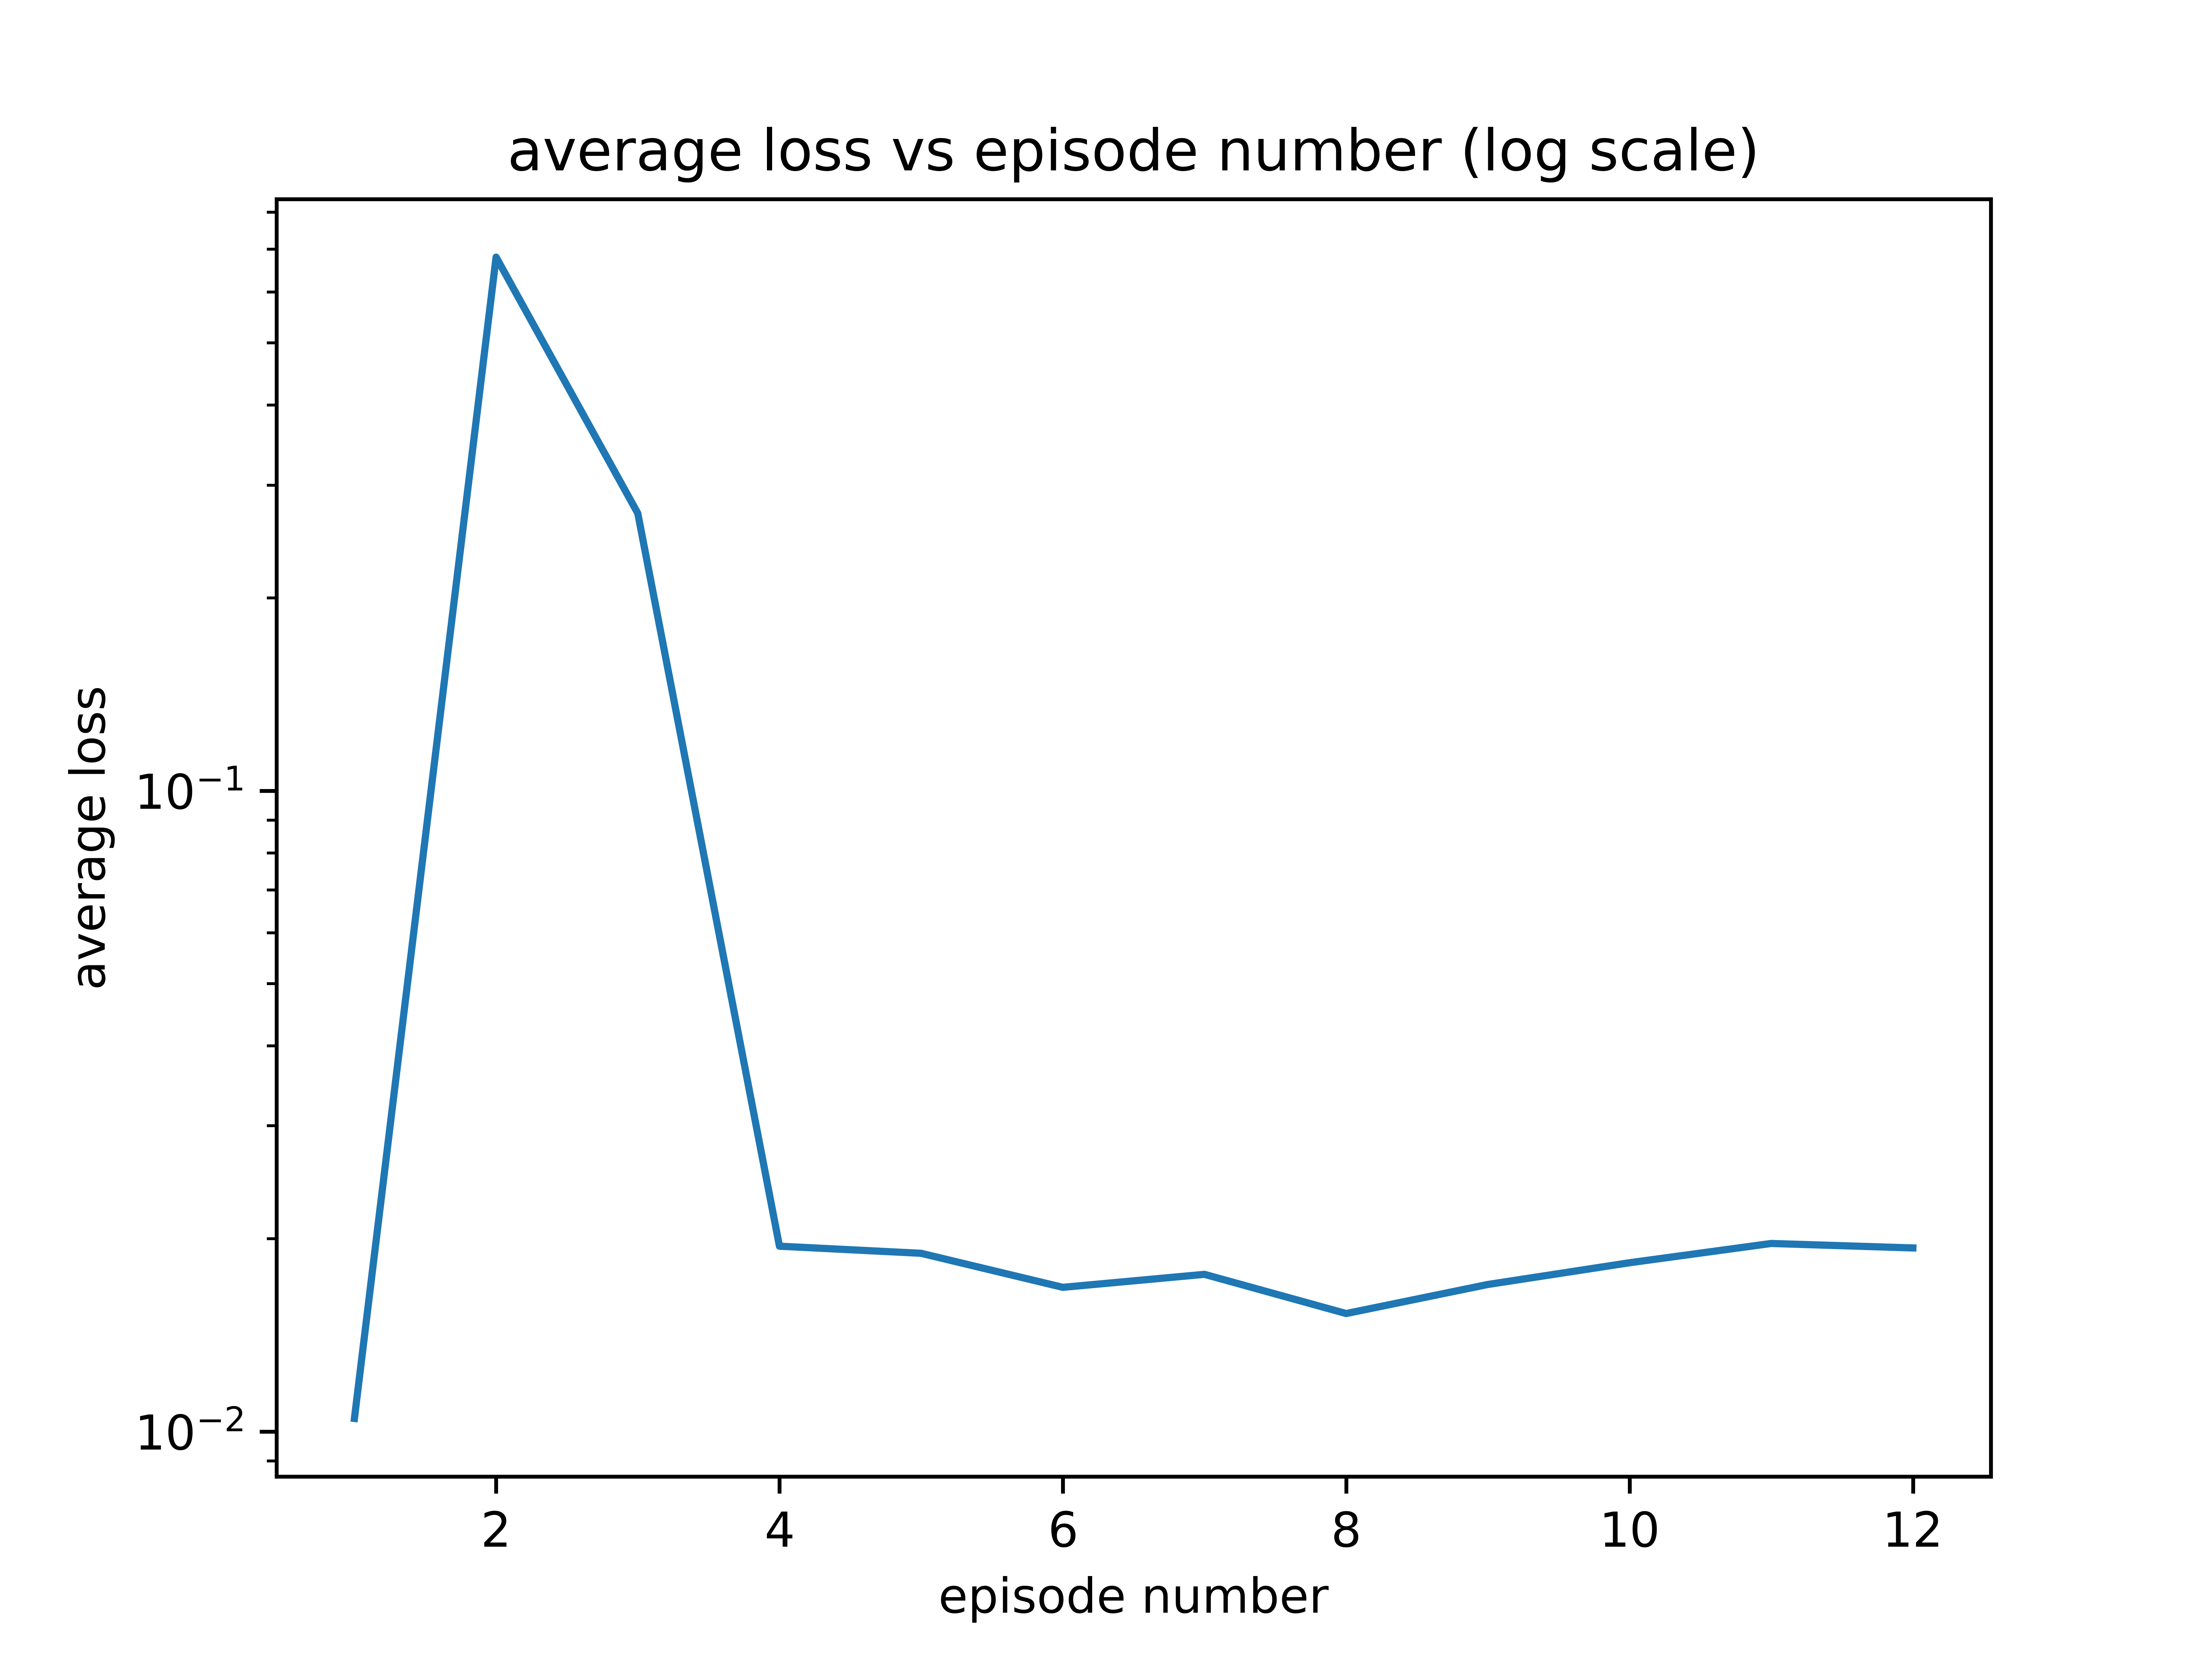 average loss vs episode number (log scale)
average loss
10⁻¹
10⁻²
2 4 6 8 10 12
episode number